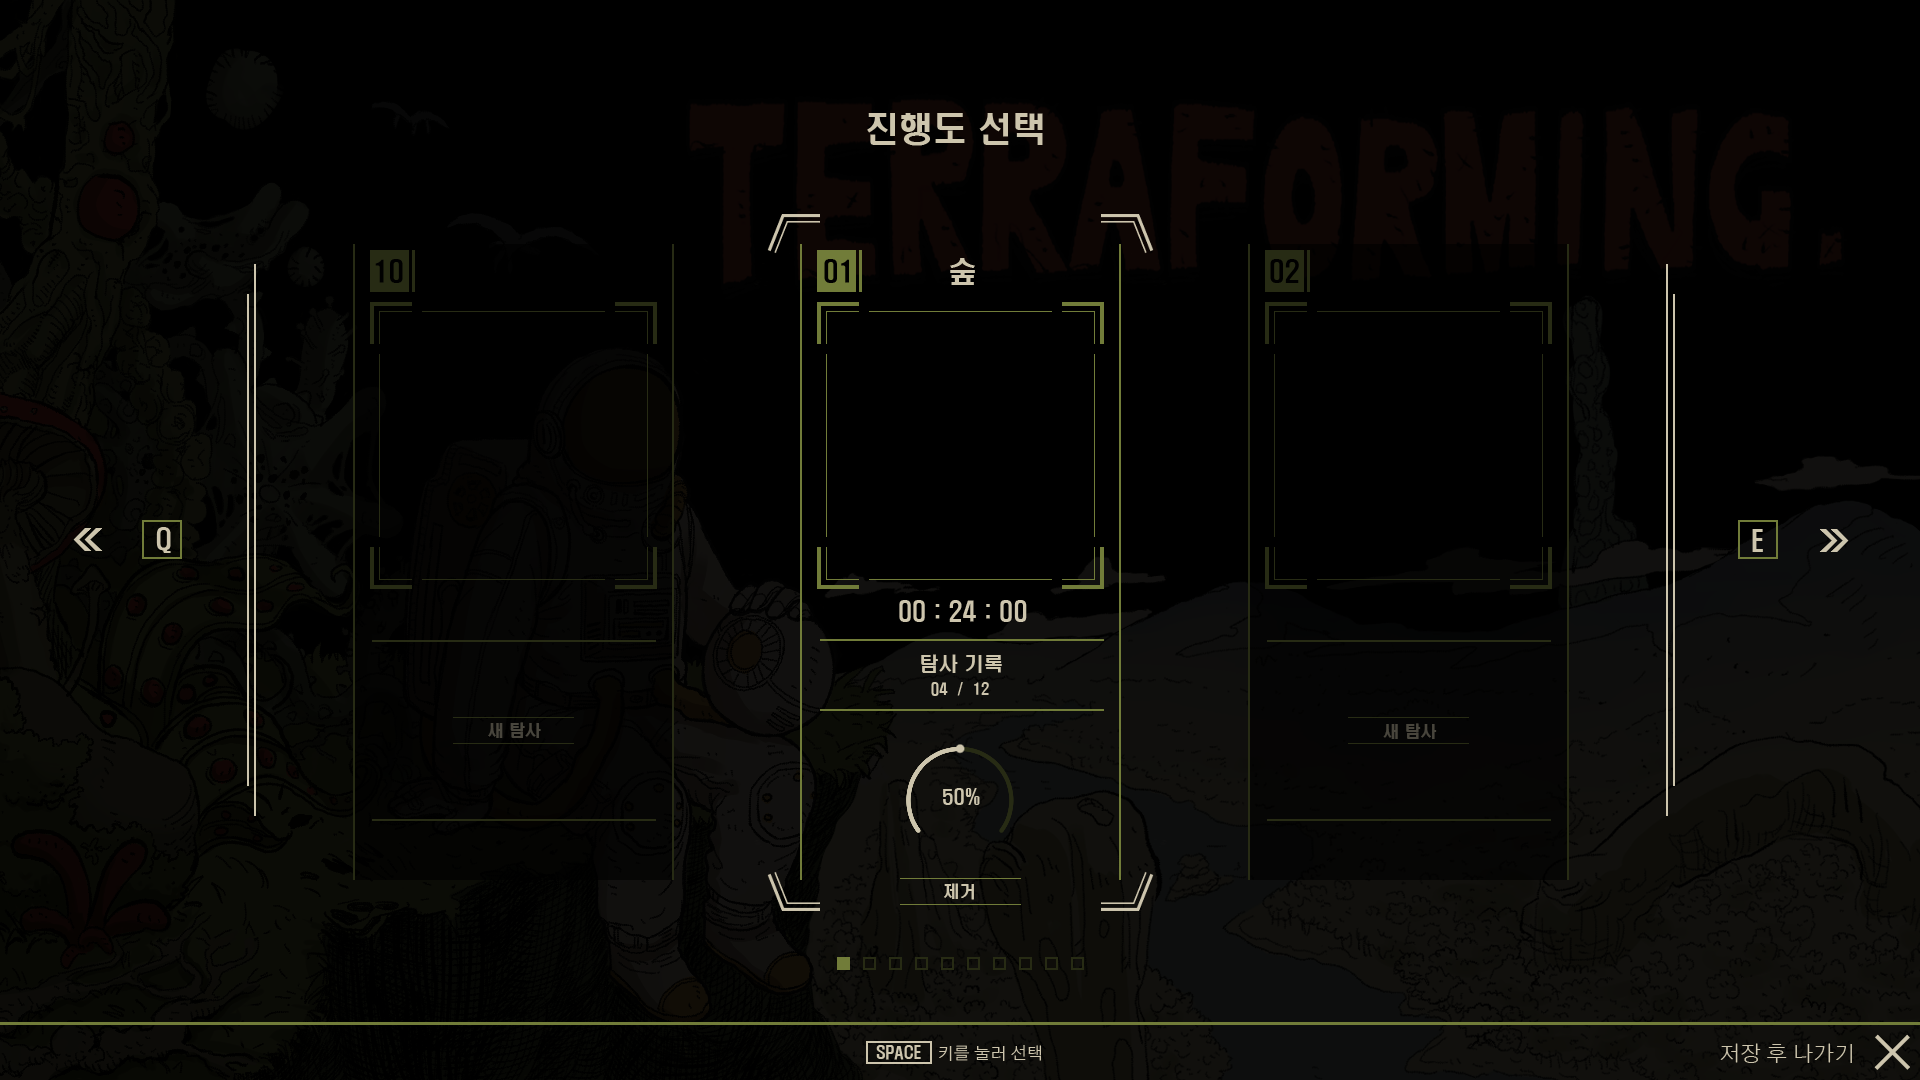 TERRAFORMING.
진행도 선택
10
01
숲
02
Q
E
00 : 24 : 00
탐사 기록
04 / 12
새 탐사
새 탐사
50%
제거
SPACE 키를 눌러 선택
저장 후 나가기